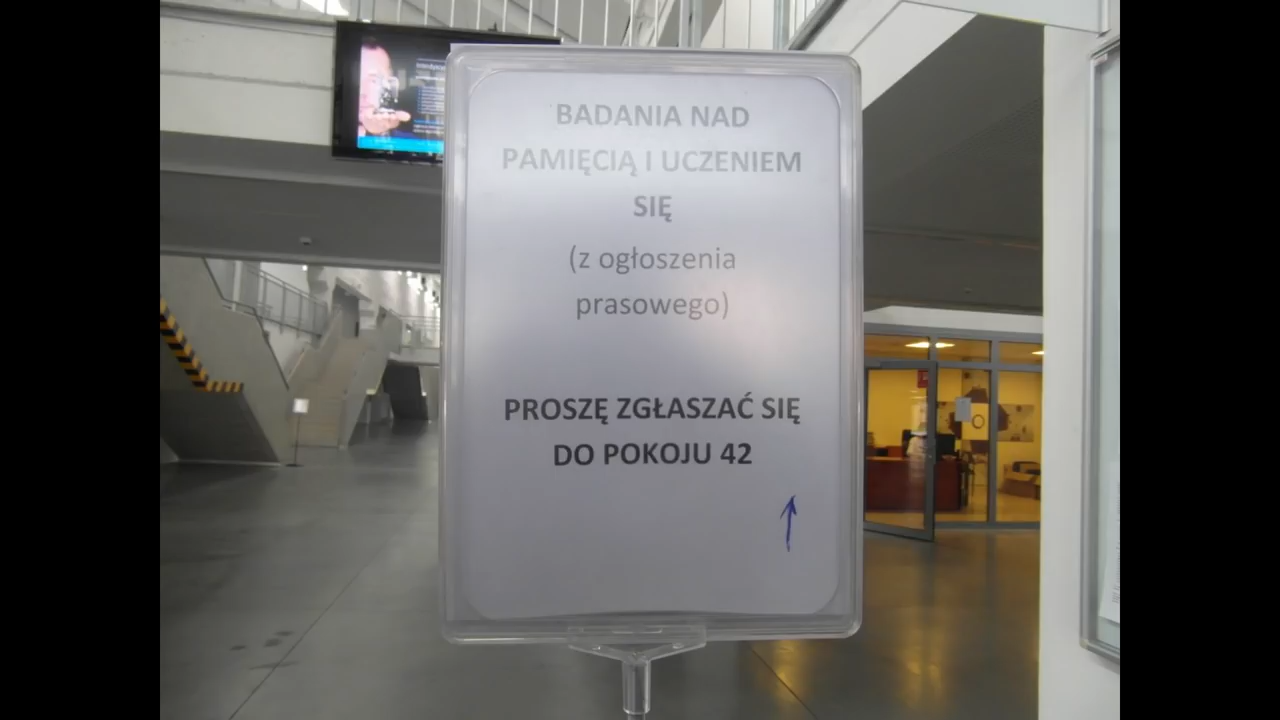 BADANIA NAD
PAMIĘCIĄ I UCZENIEM
SIĘ
(z ogłoszenia
prasowego)
PROSZĘ ZGŁASZAĆ SIĘ
DO POKOJU 42